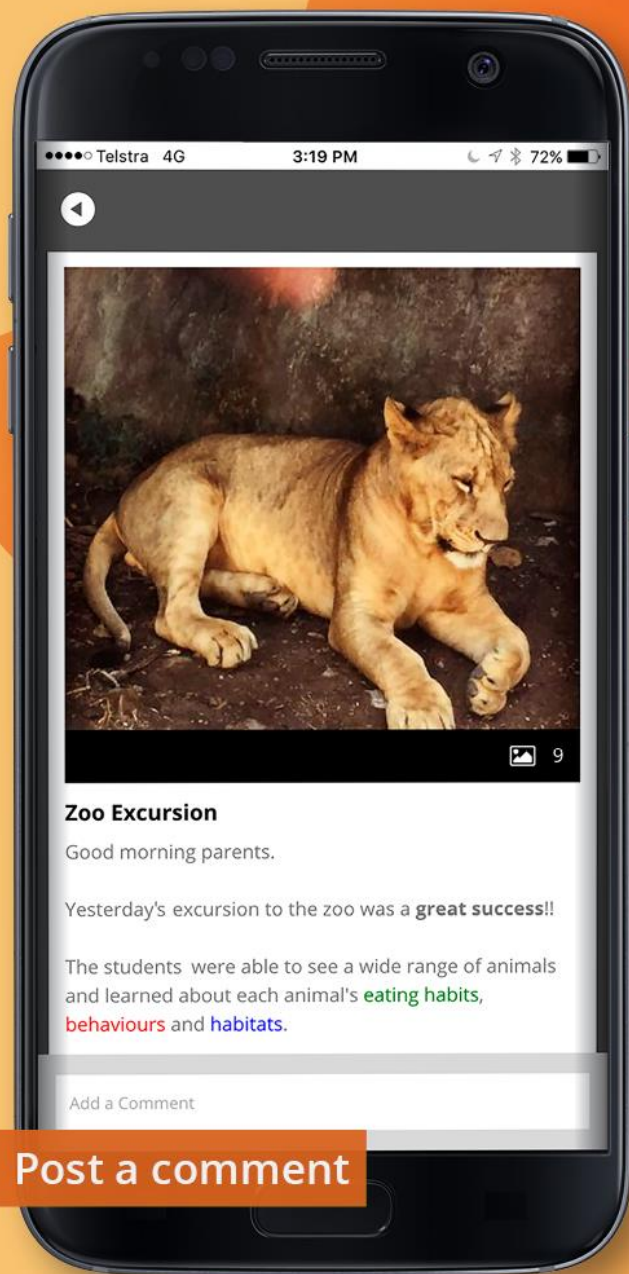 Telstra 4G 3:19 PM 72%
9
Zoo Excursion
Good morning parents.
Yesterday's excursion to the zoo was a great success!!
The students were able to see a wide range of animals
and learned about each animal's eating habits,
behaviours and habitats.
Add a Comment
Post a comment